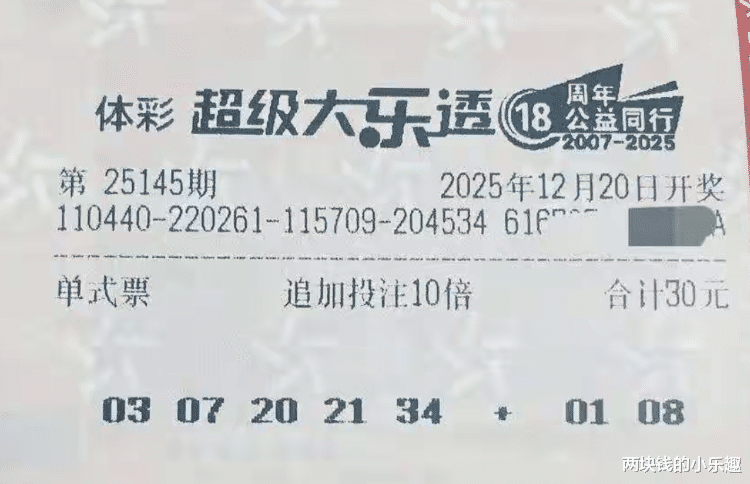 体彩 超级大乐透 18 周年 公益同行 2007-2025
第 25145期 2025年12月20日开奖
110440-220261-115709-204534 616 A
单式票 追加投注10倍 合计30元
03 07 20 21 34 + 01 08
两块钱的小乐趣